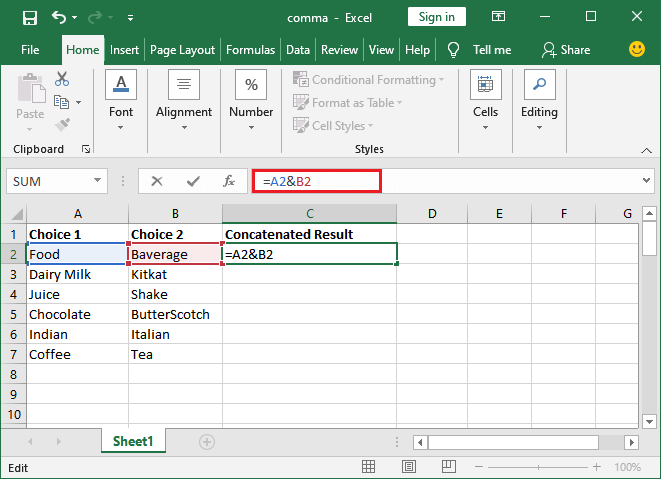 comma - Excel
Sign in
File Home Insert Page Layout Formulas Data Review View Help Tell me Share
Paste
Clipboard
A
Font
Alignment
%
Number
Conditional Formatting
Format as Table
Cell Styles
Styles
Cells
Editing
SUM fx =A2&B2
A B C D E F G
1 Choice 1 Choice 2 Concatenated Result
2 Food Baverage =A2&B2
3 Dairy Milk Kitkat
4 Juice Shake
5 Chocolate ButterScotch
6 Indian Italian
7 Coffee Tea
8
9
10
Sheet1
Edit 100%